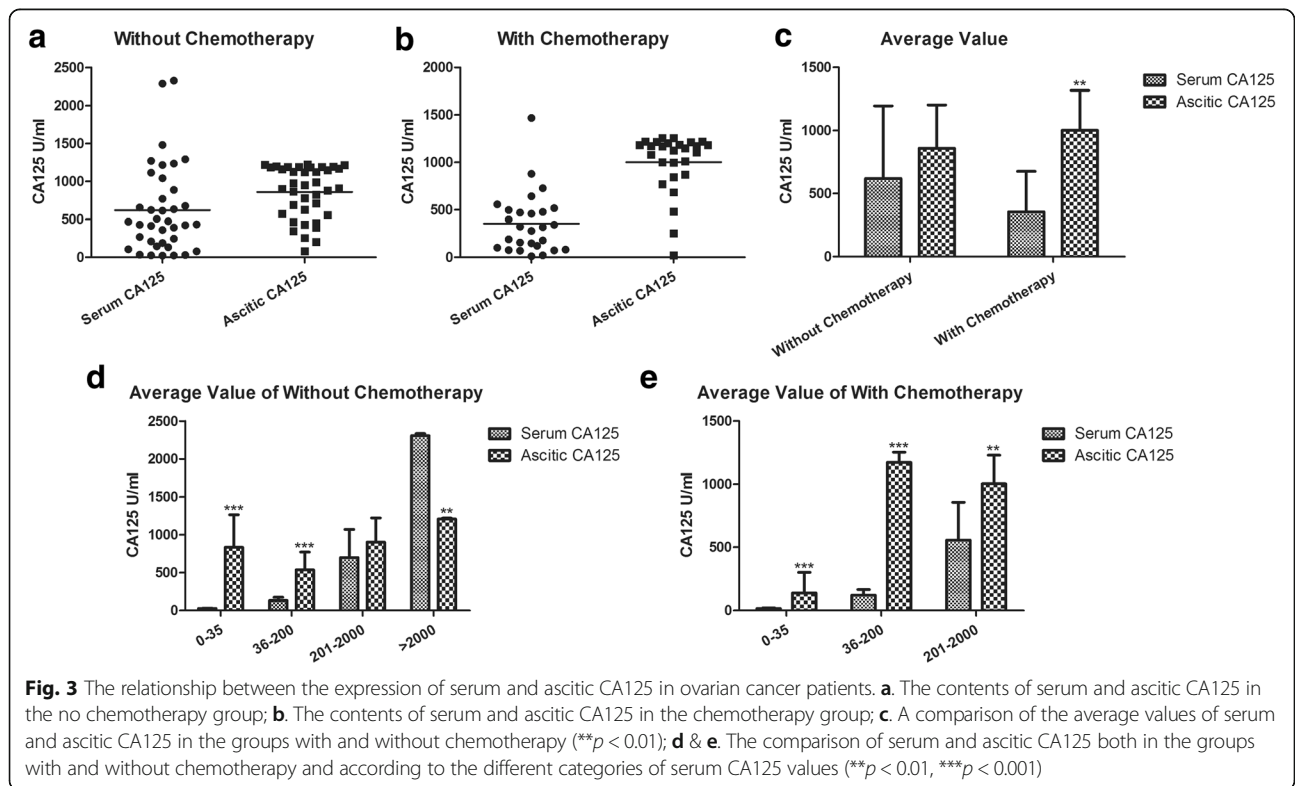 a
Without Chemotherapy
CA125 U/ml
2500
2000
1500
1000
500
0
Serum CA125
Ascitic CA125
b
With Chemotherapy
CA125 U/ml
2000
1500
1000
500
0
Serum CA125
Ascitic CA125
c
Average Value
CA125 U/ml
1500
1000
500
0
**
Without Chemotherapy
With Chemotherapy
Serum CA125
Ascitic CA125
d
Average Value of Without Chemotherapy
CA125 U/ml
2500
2000
1500
1000
500
0
***
***
**
0-35
36-200
201-2000
>2000
Serum CA125
Ascitic CA125
e
Average Value of With Chemotherapy
CA125 U/ml
1500
1000
500
0
***
***
**
0-35
36-200
201-2000
Serum CA125
Ascitic CA125
Fig. 3 The relationship between the expression of serum and ascitic CA125 in ovarian cancer patients. a. The contents of serum and ascitic CA125 in
the no chemotherapy group; b. The contents of serum and ascitic CA125 in the chemotherapy group; c. A comparison of the average values of serum
and ascitic CA125 in the groups with and without chemotherapy (**p < 0.01); d & e. The comparison of serum and ascitic CA125 both in the groups
with and without chemotherapy and according to the different categories of serum CA125 values (**p < 0.01, ***p < 0.001)